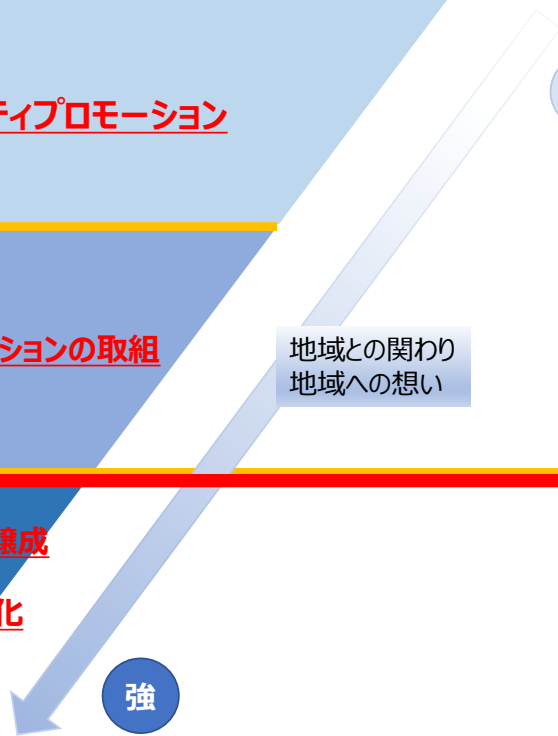 ティプロモーション
ションの取組
地域との関わり
地域への想い
醸成
化
強